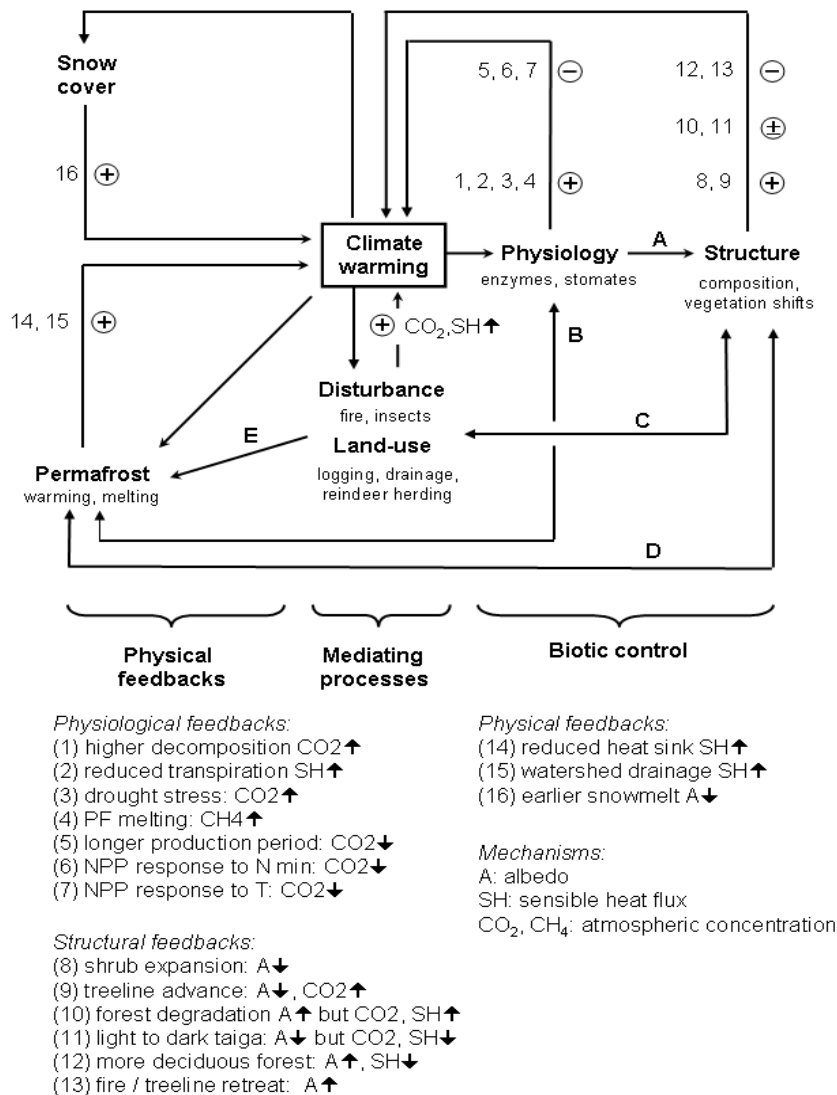 Snow
cover
5, 6, 7 −
12, 13 −
10, 11 ±
16 +
1, 2, 3, 4 +
8, 9 +
Climate
warming
Physiology
enzymes, stomates
A
Structure
composition,
vegetation shifts
14, 15 +
+ CO₂,SH↑
B
Disturbance
fire, insects
E
Land-use
logging, drainage,
reindeer herding
C
Permafrost
warming, melting
D
Physical
feedbacks
Mediating
processes
Biotic control
Physiological feedbacks:
(1) higher decomposition CO2↑
(2) reduced transpiration SH↑
(3) drought stress: CO2↑
(4) PF melting: CH4↑
(5) longer production period: CO2↓
(6) NPP response to N min: CO2↓
(7) NPP response to T: CO2↓
Structural feedbacks:
(8) shrub expansion: A↓
(9) treeline advance: A↓, CO2↑
(10) forest degradation A↑ but CO2, SH↑
(11) light to dark taiga: A↓ but CO2, SH↓
(12) more deciduous forest: A↑, SH↓
(13) fire / treeline retreat: A↑
Physical feedbacks:
(14) reduced heat sink SH↑
(15) watershed drainage SH↑
(16) earlier snowmelt A↓
Mechanisms:
A: albedo
SH: sensible heat flux
CO₂, CH₄: atmospheric concentration